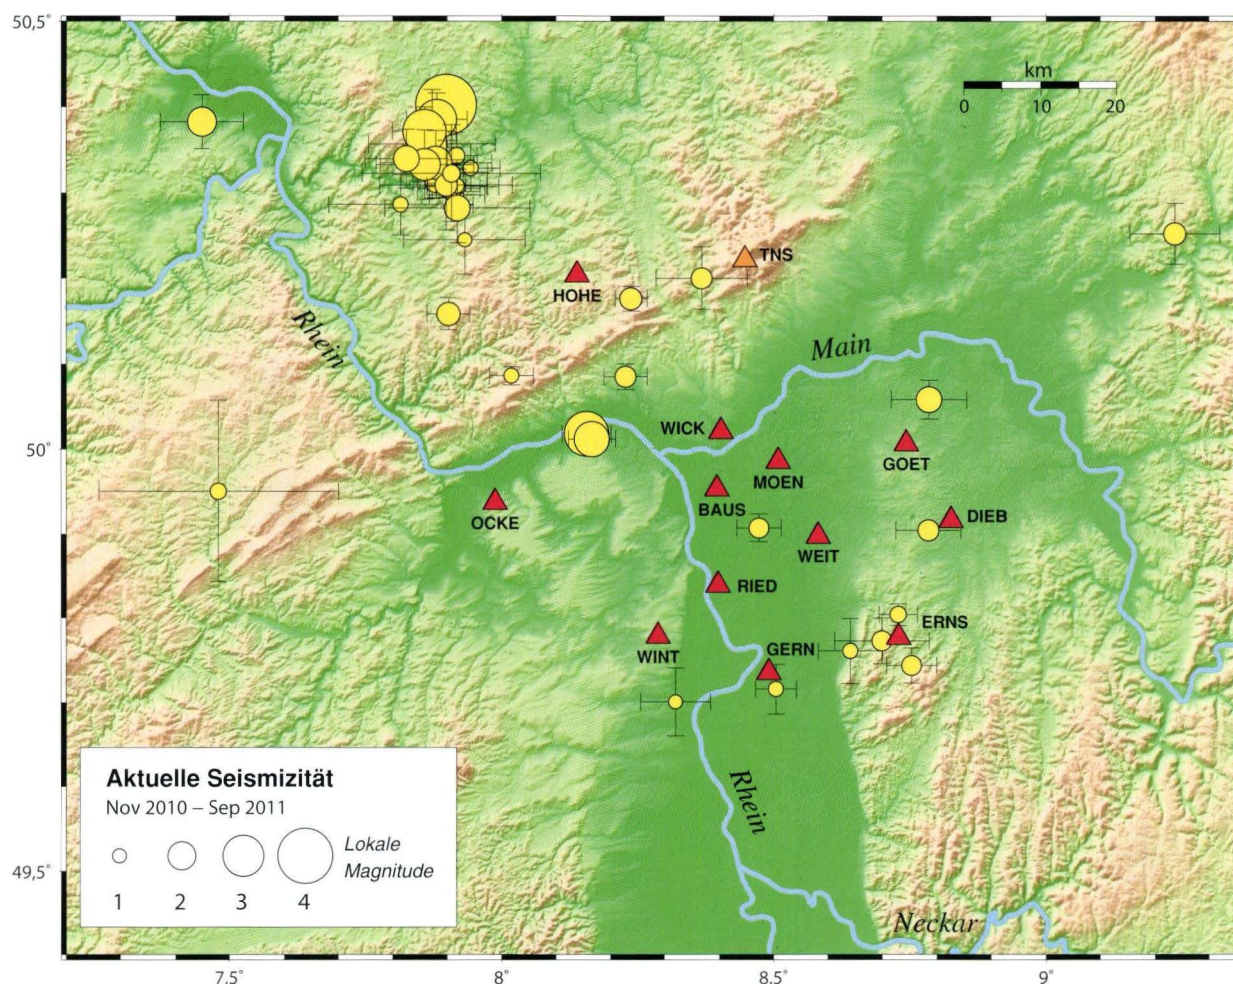 50,5°
km
0 10 20
TNS
HOHE
Rhein
Main
WICK
50°
GOET
MOEN
BAUS
OCKE
DIEB
WEIT
RIED
ERNS
GERN
WINT
Aktuelle Seismizität
Nov 2010 – Sep 2011
Lokale
Magnitude
1 2 3 4
Rhein
49,5°
Neckar
7,5° 8° 8,5° 9°